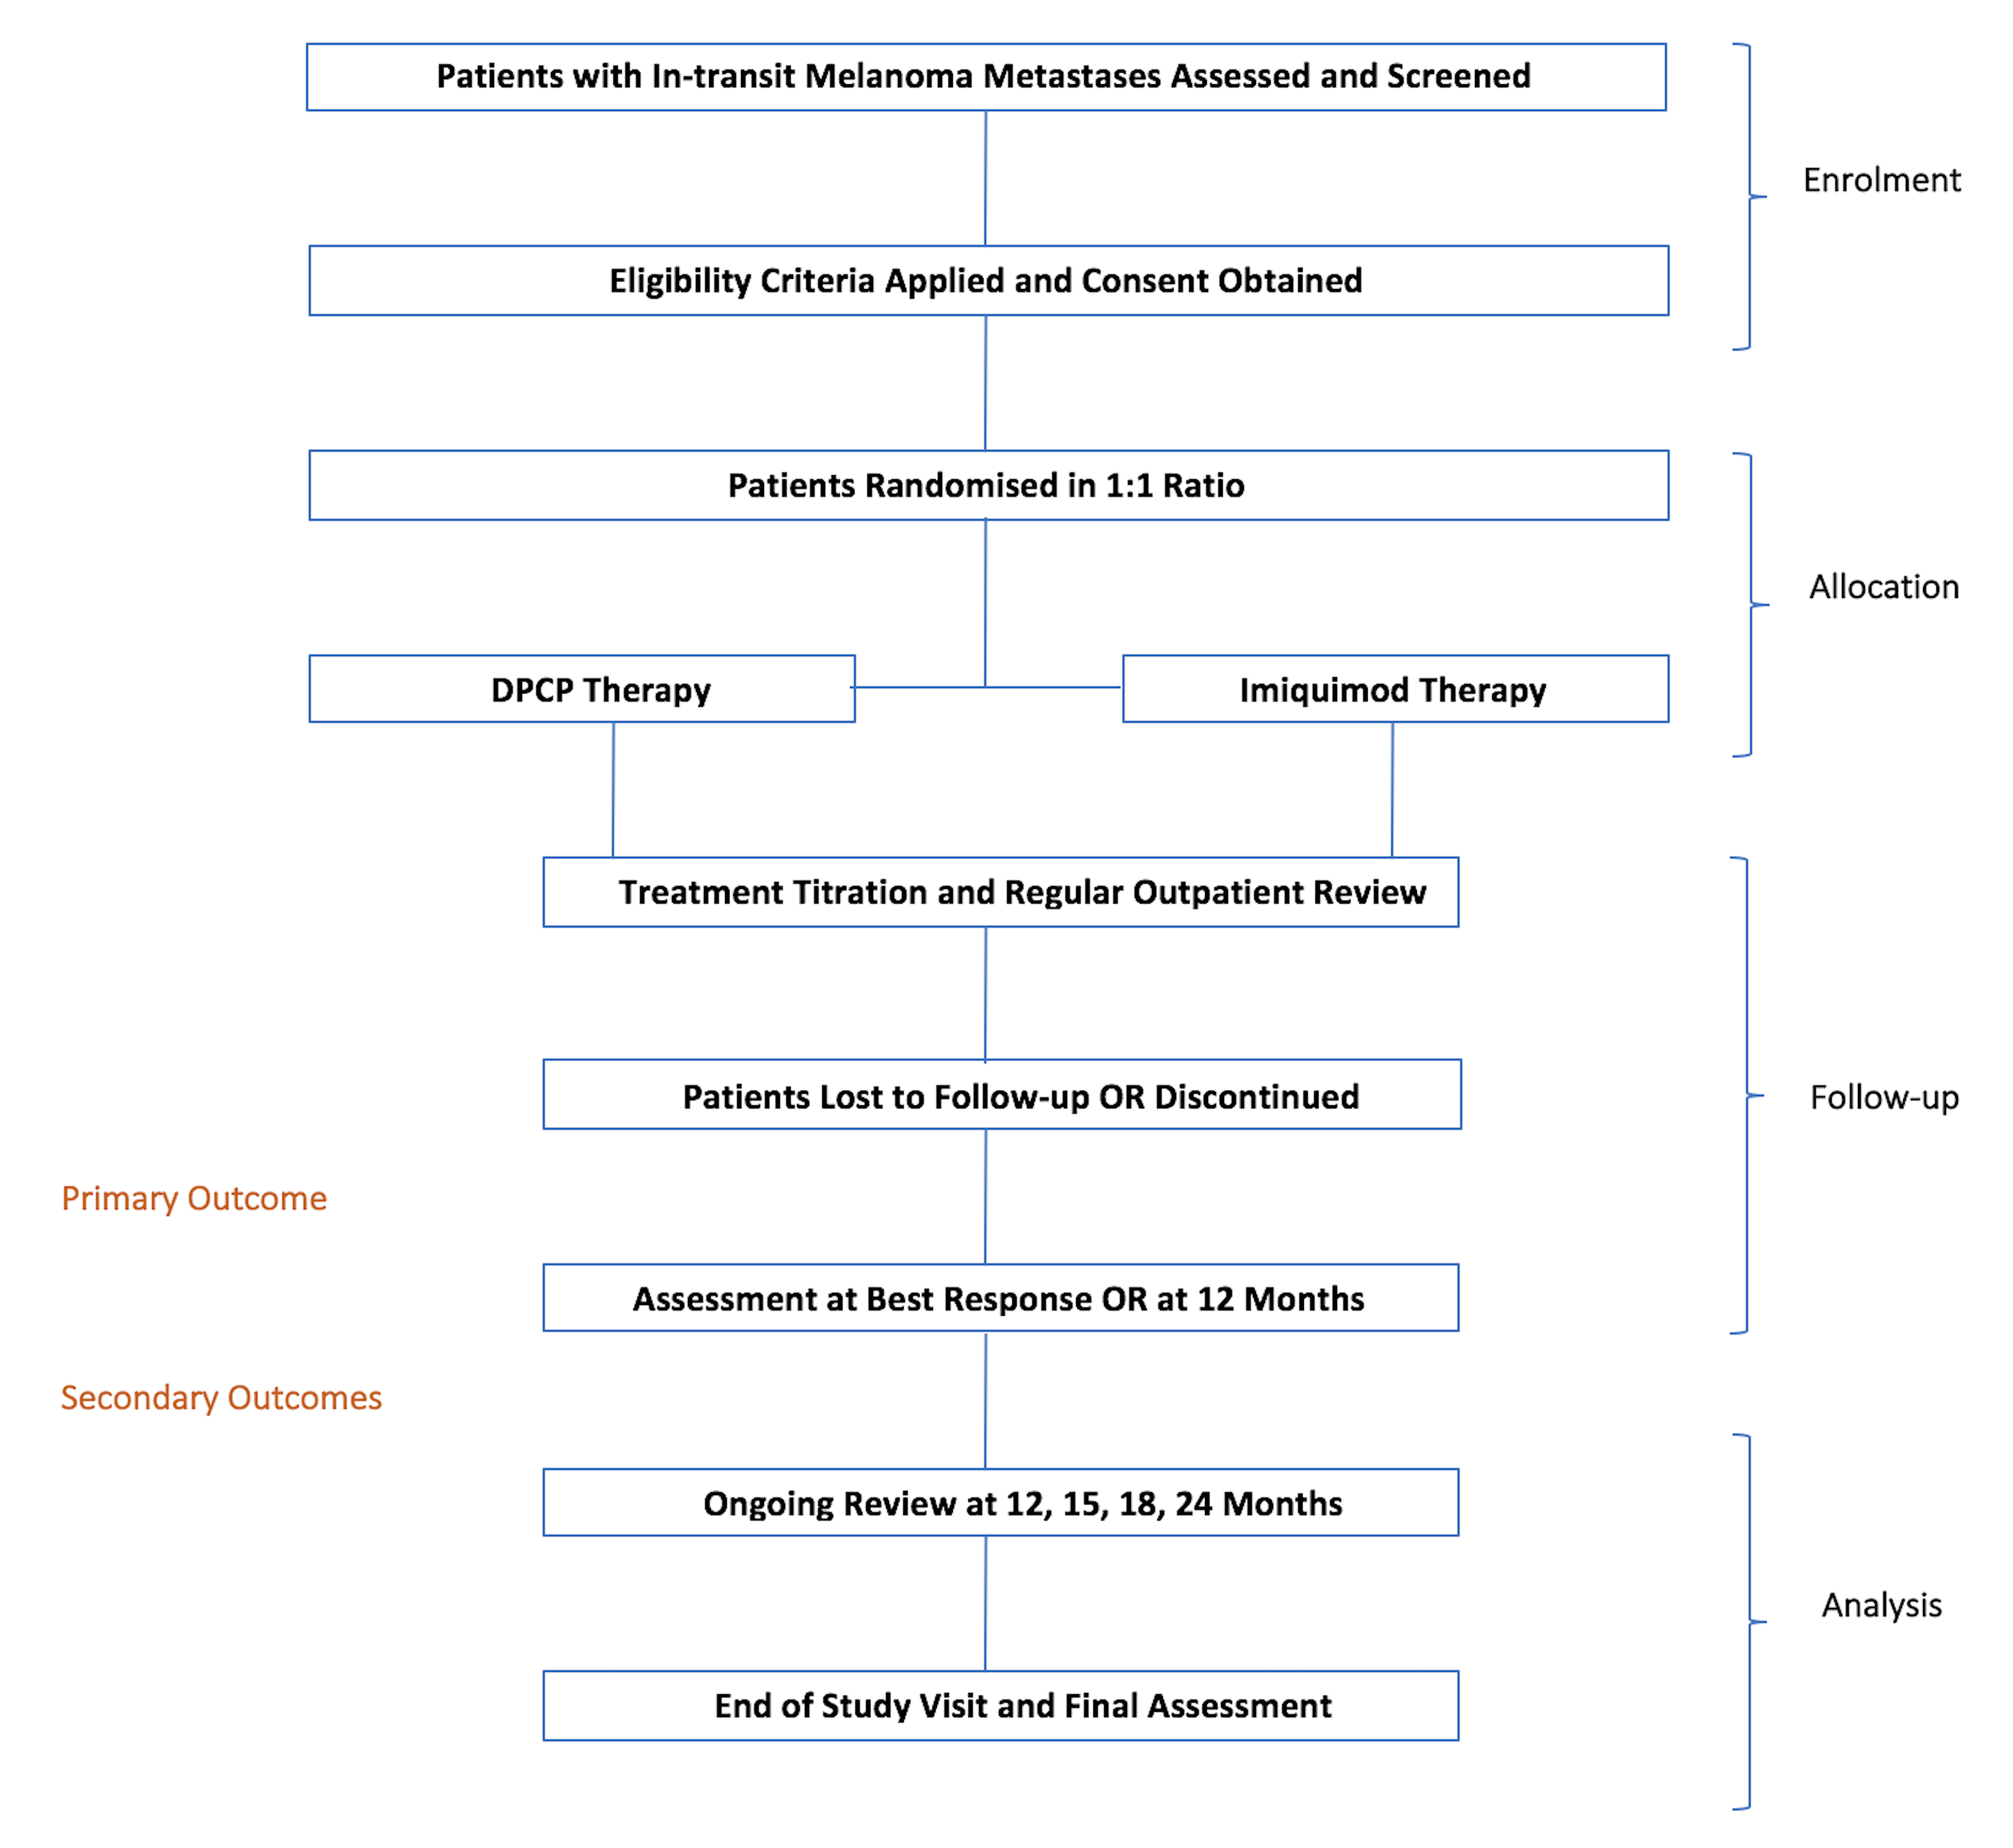 Patients with In-transit Melanoma Metastases Assessed and Screened
Enrolment
Eligibility Criteria Applied and Consent Obtained
Patients Randomised in 1:1 Ratio
Allocation
DPCP Therapy
Imiquimod Therapy
Treatment Titration and Regular Outpatient Review
Patients Lost to Follow-up OR Discontinued
Follow-up
Primary Outcome
Assessment at Best Response OR at 12 Months
Secondary Outcomes
Ongoing Review at 12, 15, 18, 24 Months
Analysis
End of Study Visit and Final Assessment